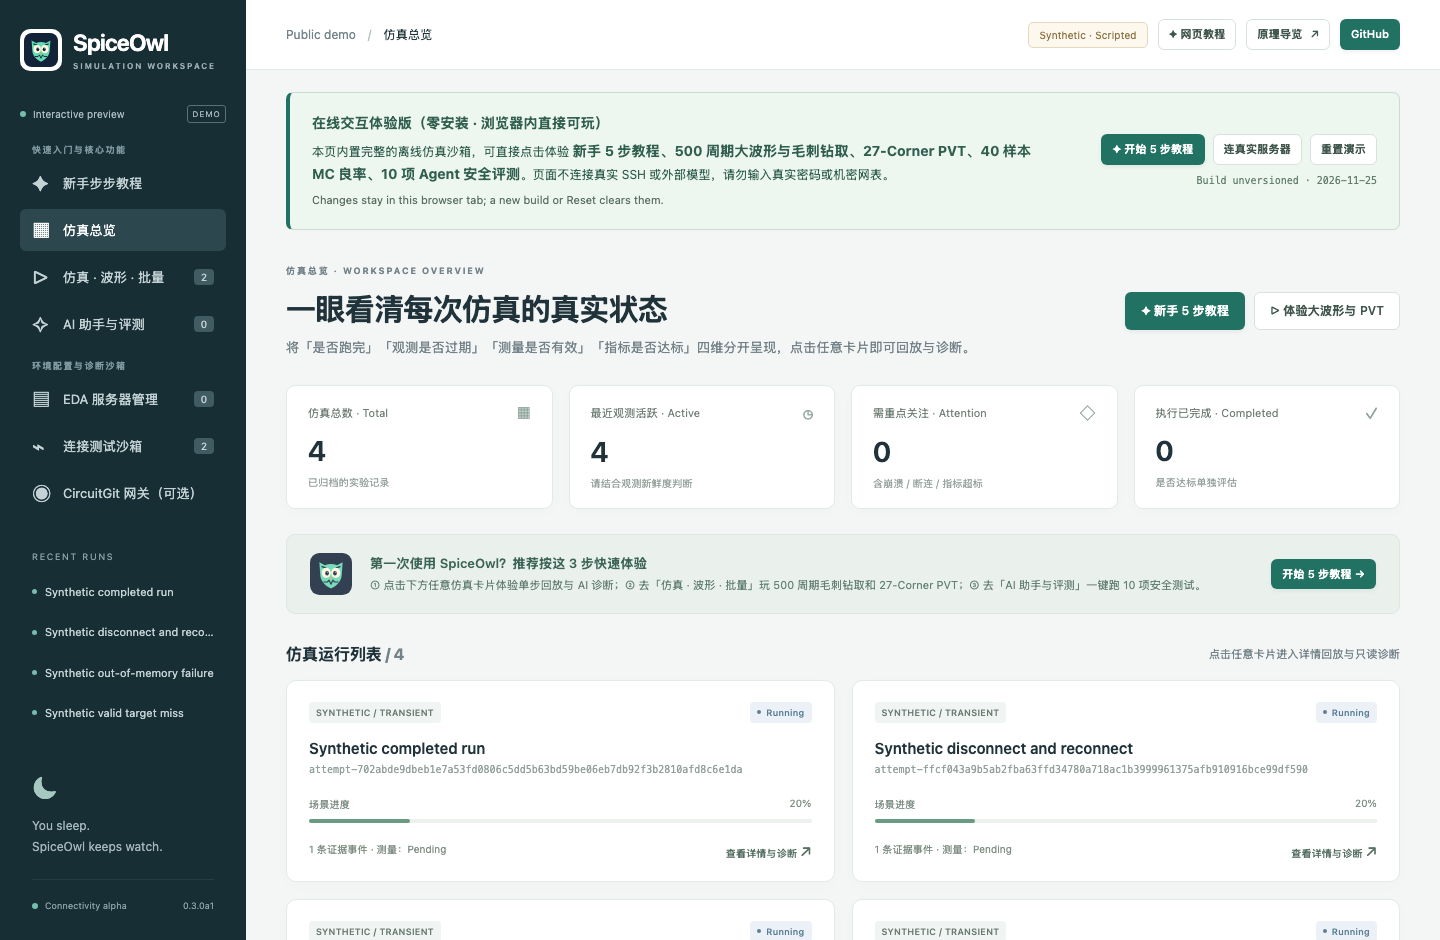 SpiceOwl
SIMULATION WORKSPACE
Interactive preview
DEMO
快速入门与核心功能
新手步步教程
仿真总览
仿真 · 波形 · 批量 2
AI 助手与评测 0
环境配置与诊断沙箱
EDA 服务器管理 0
连接测试沙箱 2
CircuitGit 网关（可选）
RECENT RUNS
Synthetic completed run
Synthetic disconnect and reco...
Synthetic out-of-memory failure
Synthetic valid target miss
You sleep.
SpiceOwl keeps watch.
Connectivity alpha 0.3.0a1
Public demo / 仿真总览
Synthetic · Scripted
✦ 网页教程
原理导览 ↗
GitHub
在线交互体验版（零安装 · 浏览器内直接可玩）
本页内置完整的离线仿真沙箱，可直接点击体验 新手 5 步教程、500 周期大波形与毛刺钻取、27-Corner PVT、40 样本
MC 良率、10 项 Agent 安全评测。页面不连接真实 SSH 或外部模型，请勿输入真实密码或机密网表。
Changes stay in this browser tab; a new build or Reset clears them.
✦ 开始 5 步教程
连真实服务器
重置演示
Build unversioned · 2026-11-25
仿真总览 · WORKSPACE OVERVIEW
一眼看清每次仿真的真实状态
将「是否跑完」「观测是否过期」「测量是否有效」「指标是否达标」四维分开呈现，点击任意卡片即可回放与诊断。
✦ 新手 5 步教程
▷ 体验大波形与 PVT
仿真总数 · Total
4
已归档的实验记录
最近观测活跃 · Active
4
请结合观测新鲜度判断
需重点关注 · Attention
0
含崩溃 / 断连 / 指标超标
执行已完成 · Completed
0
是否达标单独评估
第一次使用 SpiceOwl？推荐按这 3 步快速体验
① 点击下方任意仿真卡片体验单步回放与 AI 诊断；② 去「仿真 · 波形 · 批量」玩 500 周期毛刺钻取和 27-Corner PVT；③ 去「AI 助手与评测」一键跑 10 项安全测试。
开始 5 步教程 →
仿真运行列表 / 4
点击任意卡片进入详情回放与只读诊断
SYNTHETIC / TRANSIENT
Running
Synthetic completed run
attempt-702abde9dbeb1e7a53fd0806c5dd5b63bd59be06eb7db92f3b2810afd8c6e1da
场景进度 20%
1 条证据事件 · 测量：Pending
查看详情与诊断 ↗
SYNTHETIC / TRANSIENT
Running
Synthetic disconnect and reconnect
attempt-ffcf043a9b5ab2fba63ffd34780a718ac1b3999961375afb910916bce99df590
场景进度 20%
1 条证据事件 · 测量：Pending
查看详情与诊断 ↗
SYNTHETIC / TRANSIENT
Running
SYNTHETIC / TRANSIENT
Running